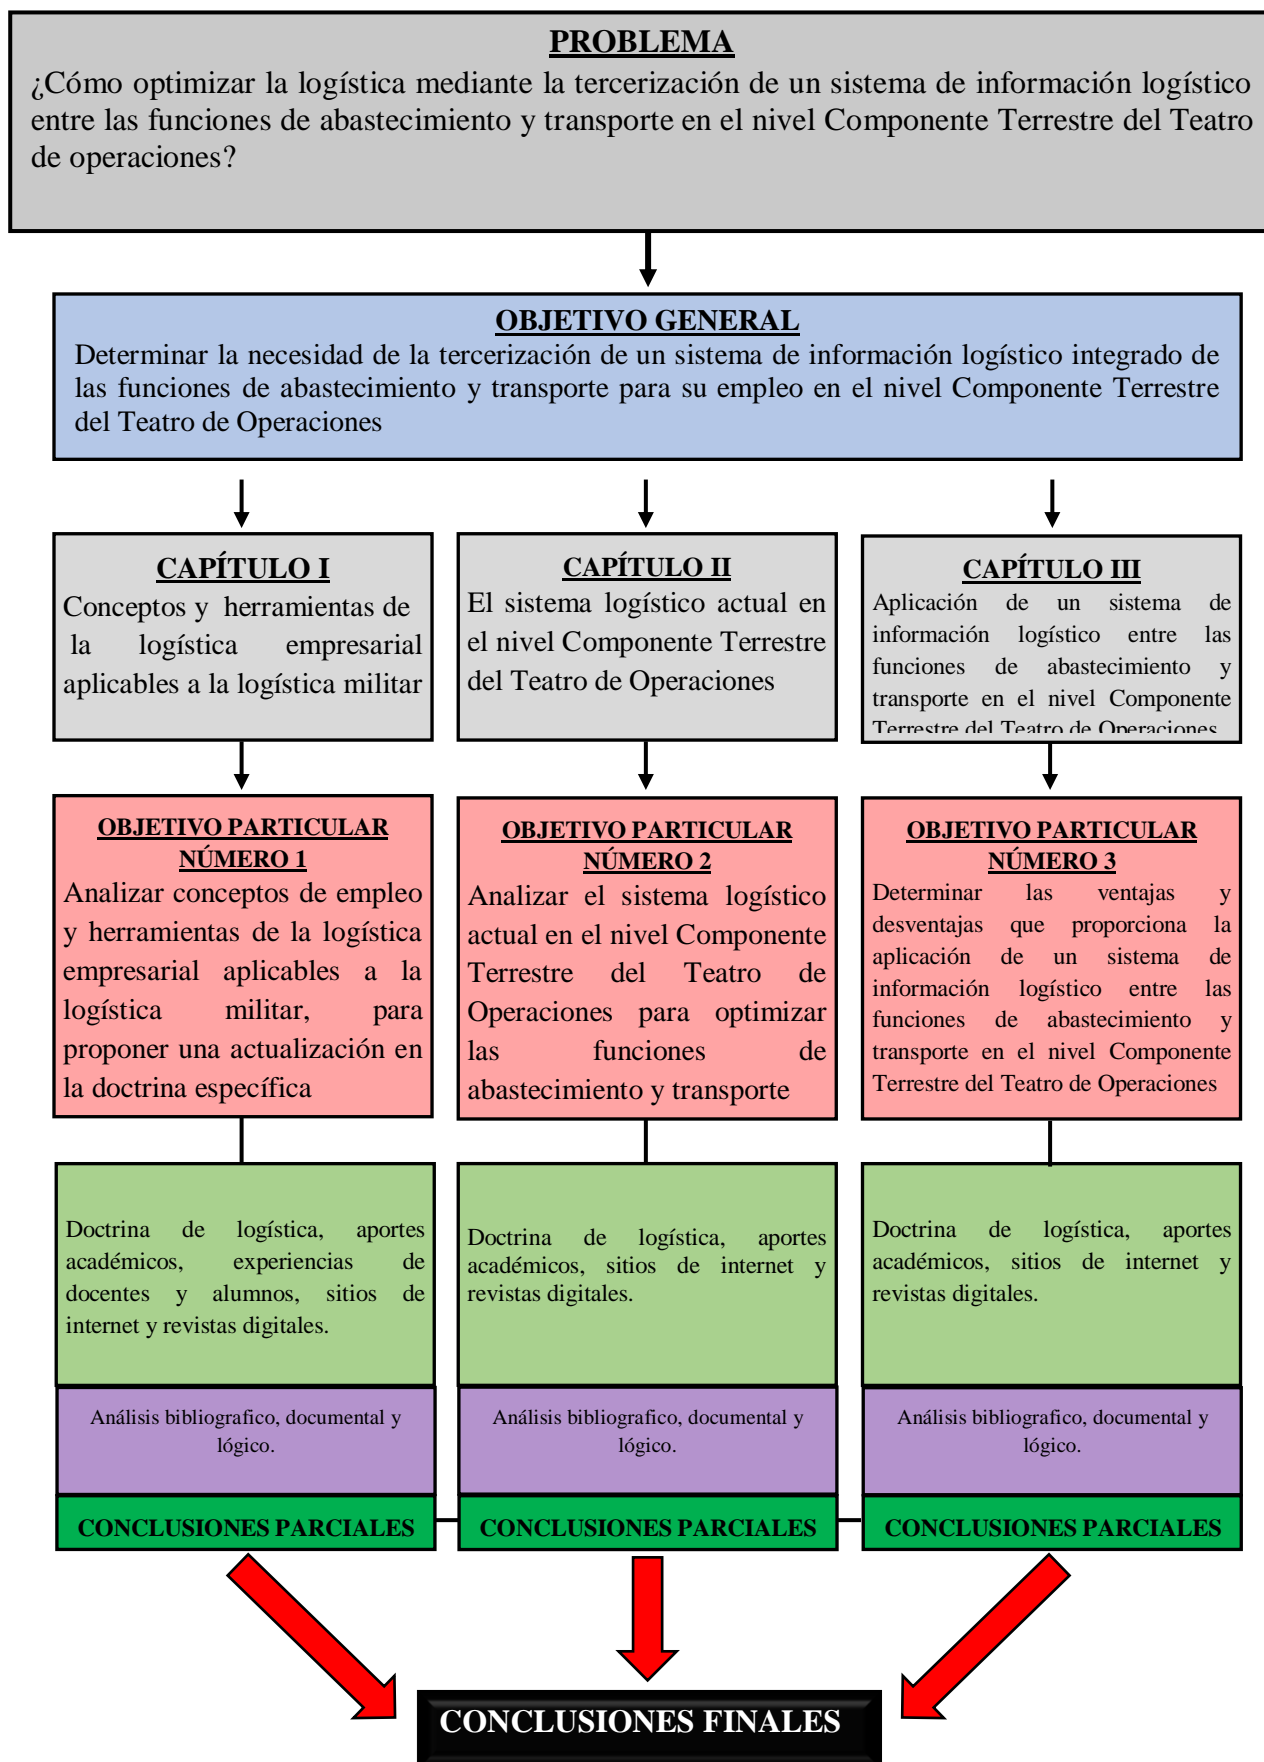 PROBLEMA
¿Cómo optimizar la logística mediante la tercerización de un sistema de información logístico
entre las funciones de abastecimiento y transporte en el nivel Componente Terrestre del Teatro
de operaciones?
OBJETIVO GENERAL
Determinar la necesidad de la tercerización de un sistema de información logístico integrado de
las funciones de abastecimiento y transporte para su empleo en el nivel Componente Terrestre
del Teatro de Operaciones
CAPÍTULO I
Conceptos y herramientas de
la logística empresarial
aplicables a la logística militar
CAPÍTULO II
El sistema logístico actual en
el nivel Componente Terrestre
del Teatro de Operaciones
CAPÍTULO III
Aplicación de un sistema de
información logístico entre las
funciones de abastecimiento y
transporte en el nivel Componente
Terrestre del Teatro de Operaciones
OBJETIVO PARTICULAR
NÚMERO 1
Analizar conceptos de empleo
y herramientas de la logística
empresarial aplicables a la
logística militar, para
proponer una actualización en
la doctrina específica
OBJETIVO PARTICULAR
NÚMERO 2
Analizar el sistema logístico
actual en el nivel Componente
Terrestre del Teatro de
Operaciones para optimizar
las funciones de
abastecimiento y transporte
OBJETIVO PARTICULAR
NÚMERO 3
Determinar las ventajas y
desventajas que proporciona la
aplicación de un sistema de
información logístico entre las
funciones de abastecimiento y
transporte en el nivel Componente
Terrestre del Teatro de Operaciones
Doctrina de logística, aportes
académicos, experiencias de
docentes y alumnos, sitios de
internet y revistas digitales.
Doctrina de logística, aportes
académicos, sitios de internet y
revistas digitales.
Doctrina de logística, aportes
académicos, sitios de internet y
revistas digitales.
Análisis bibliografico, documental y
lógico.
Análisis bibliografico, documental y
lógico.
Análisis bibliografico, documental y
lógico.
CONCLUSIONES PARCIALES
CONCLUSIONES PARCIALES
CONCLUSIONES PARCIALES
CONCLUSIONES FINALES